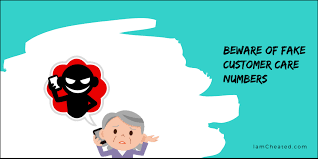 BEWARE OF FAKE
CUSTOMER CARE
NUMBERS
IamCheated.com